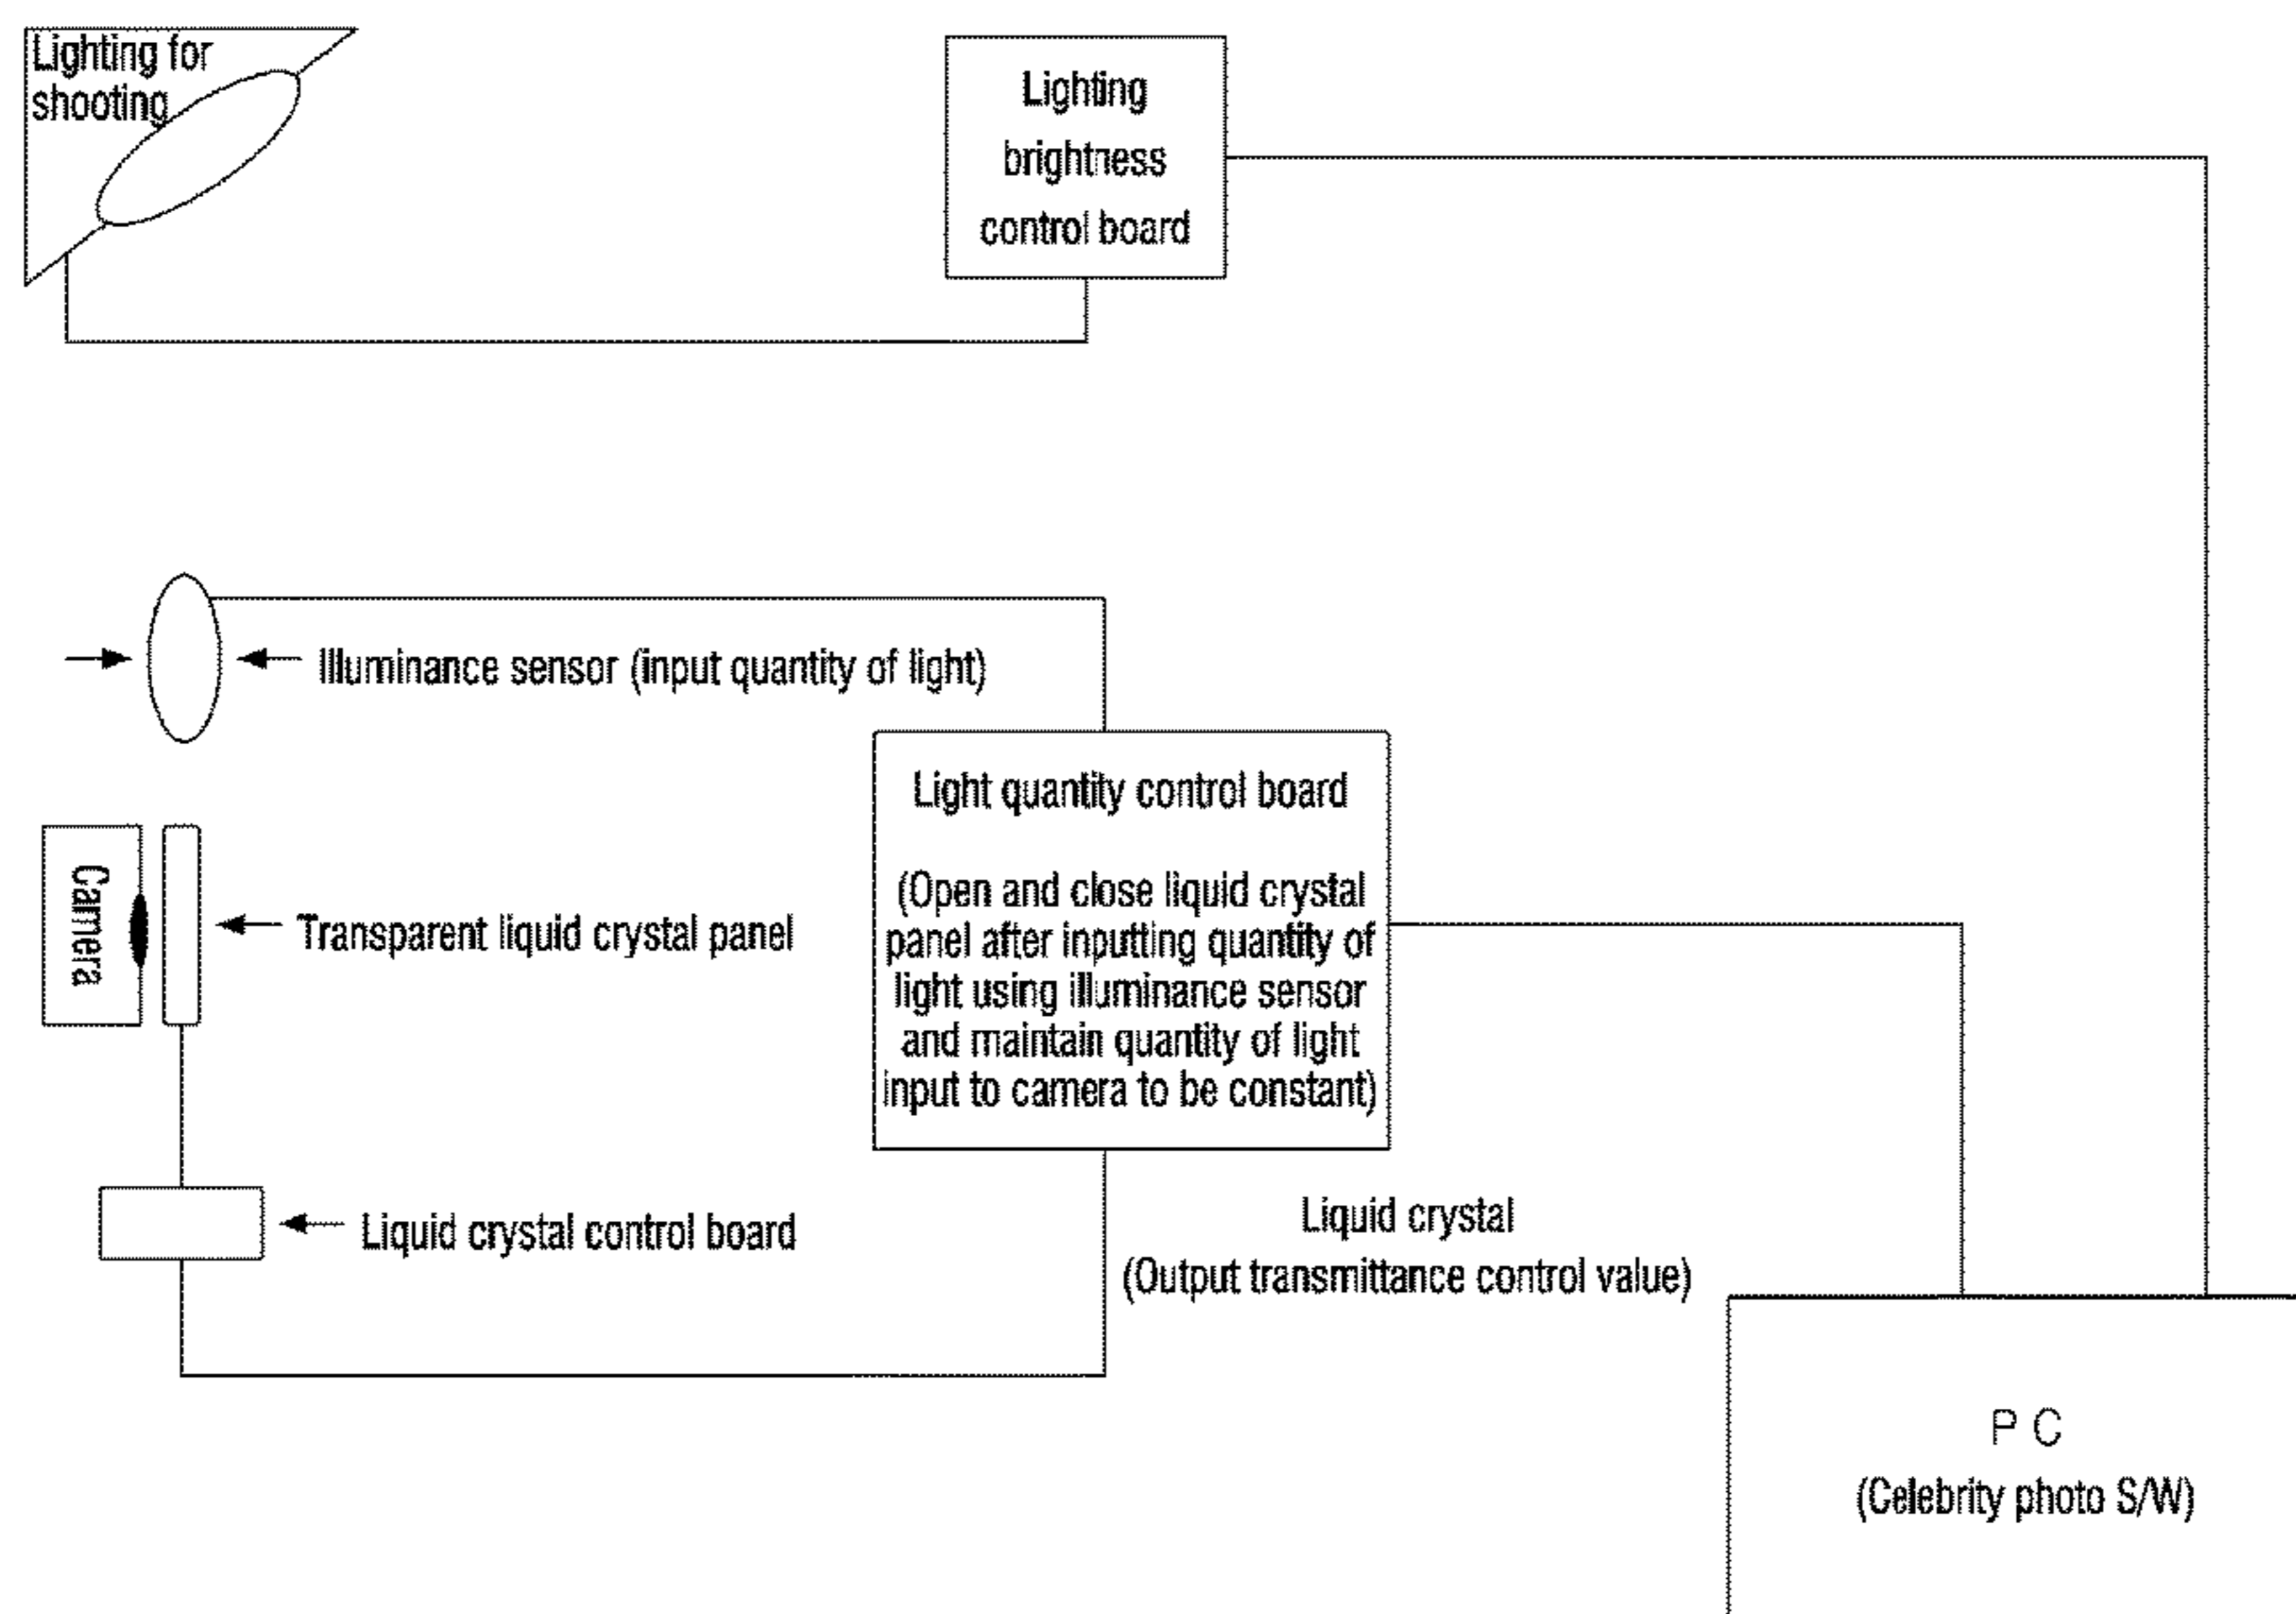 Lighting for
shooting
Lighting
brightness
control board
Illuminance sensor (input quantity of light)
Light quantity control board
(Open and close liquid crystal
panel after inputting quantity of
light using illuminance sensor
and maintain quantity of light
input to camera to be constant)
Camera
Transparent liquid crystal panel
Liquid crystal control board
Liquid crystal
(Output transmittance control value)
P C
(Celebrity photo S/W)